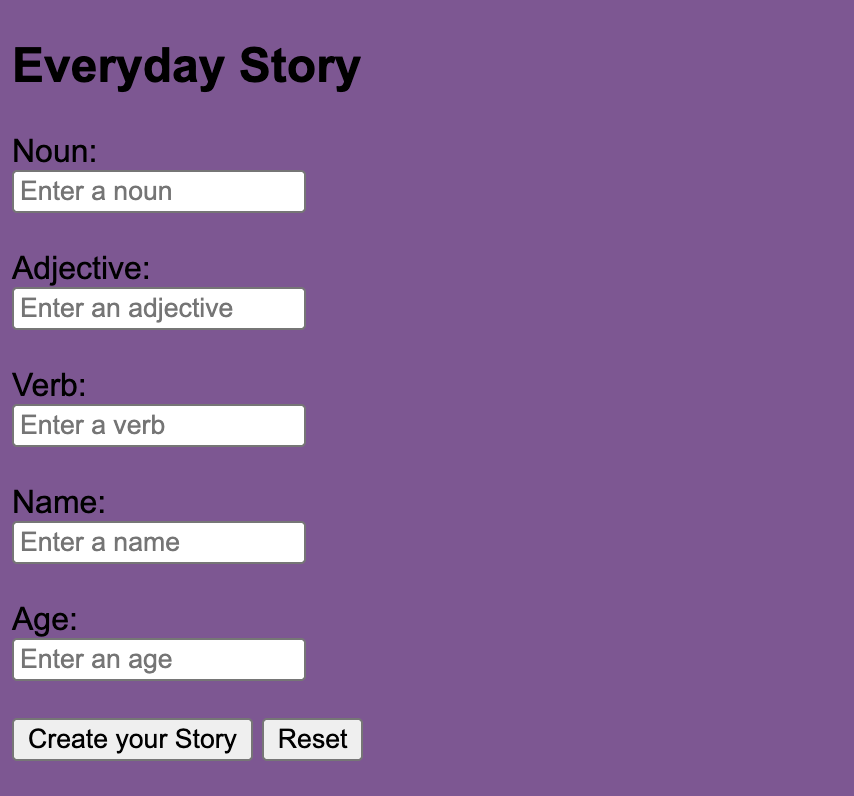 Everyday Story
Noun:
Enter a noun
Adjective:
Enter an adjective
Verb:
Enter a verb
Name:
Enter a name
Age:
Enter an age
Create your Story Reset